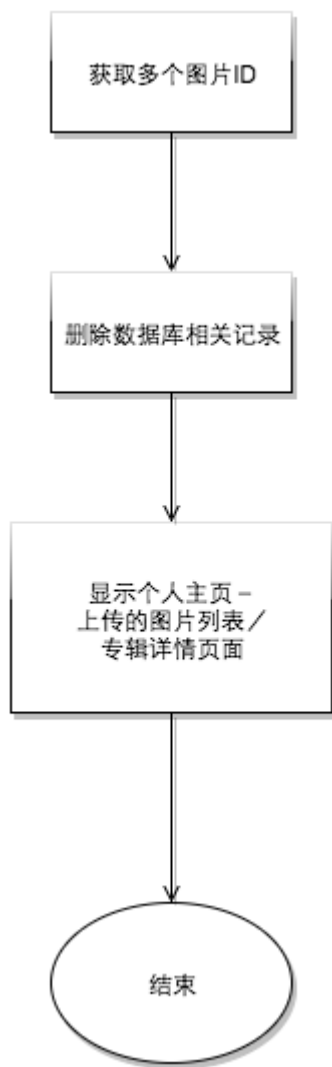 获取多个图片ID
删除数据库相关记录
显示个人主页–
上传的图片列表／
专辑详情页面
结束